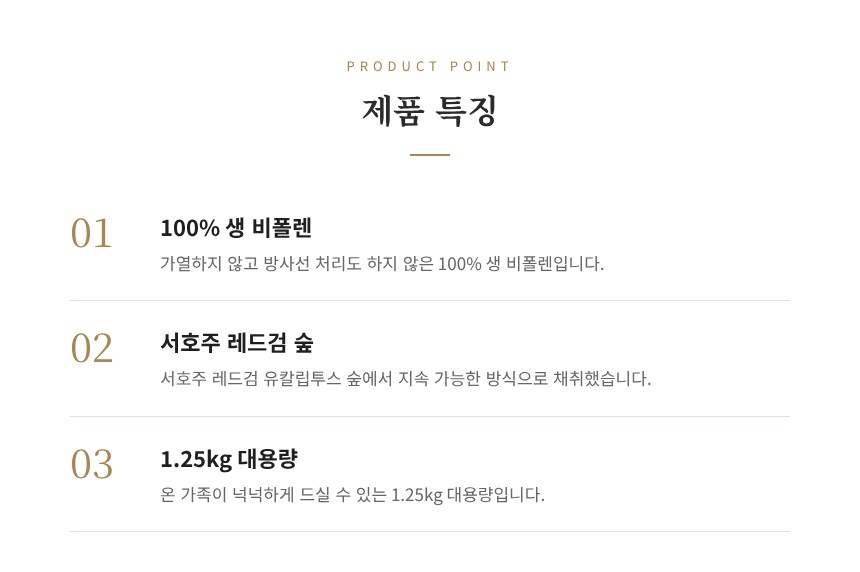 PRODUCT POINT
제품 특징
01
100% 생 비폴렌
가열하지 않고 방사선 처리도 하지 않은 100% 생 비폴렌입니다.
02
서호주 레드검 숲
서호주 레드검 유칼립투스 숲에서 지속 가능한 방식으로 채취했습니다.
03
1.25kg 대용량
온 가족이 넉넉하게 드실 수 있는 1.25kg 대용량입니다.